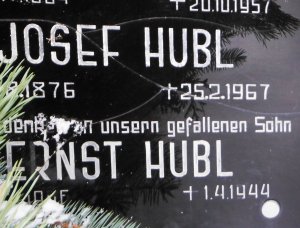 +20.10.1957
JOSEF HUBL
1876 +25.2.1967
unsern gefallenen Sohn
ERNST HUBL
+1.4.1944